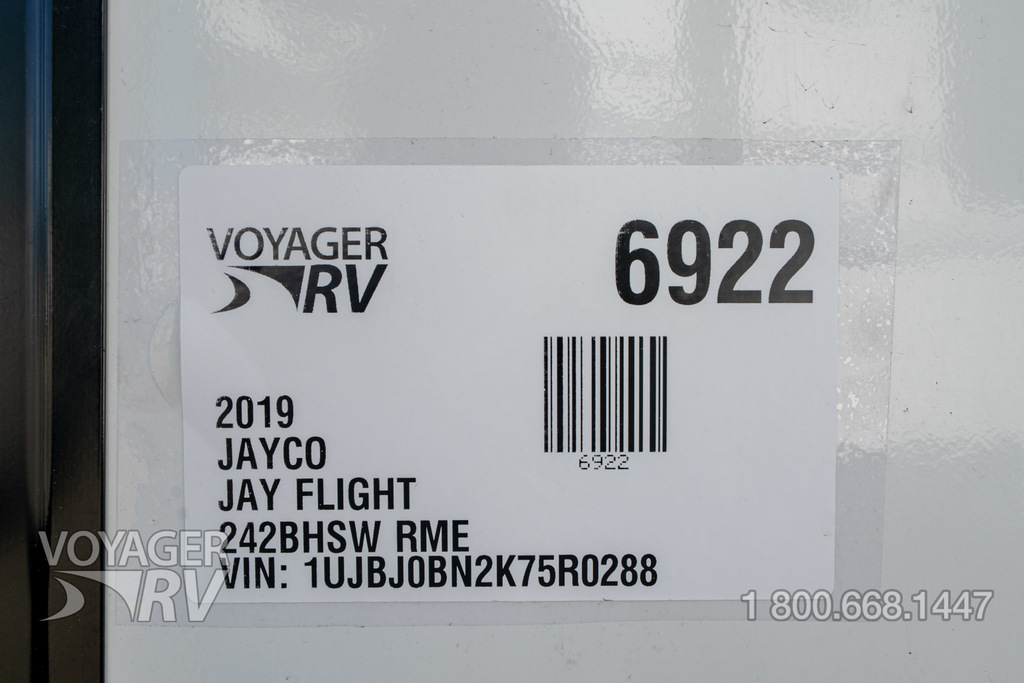 VOYAGER
RV
6922
6922
2019
JAYCO
JAY FLIGHT
242BHSW RME
VIN: 1UJBJ0BN2K75R0288
VOYAGER
RV
1 800.668.1447